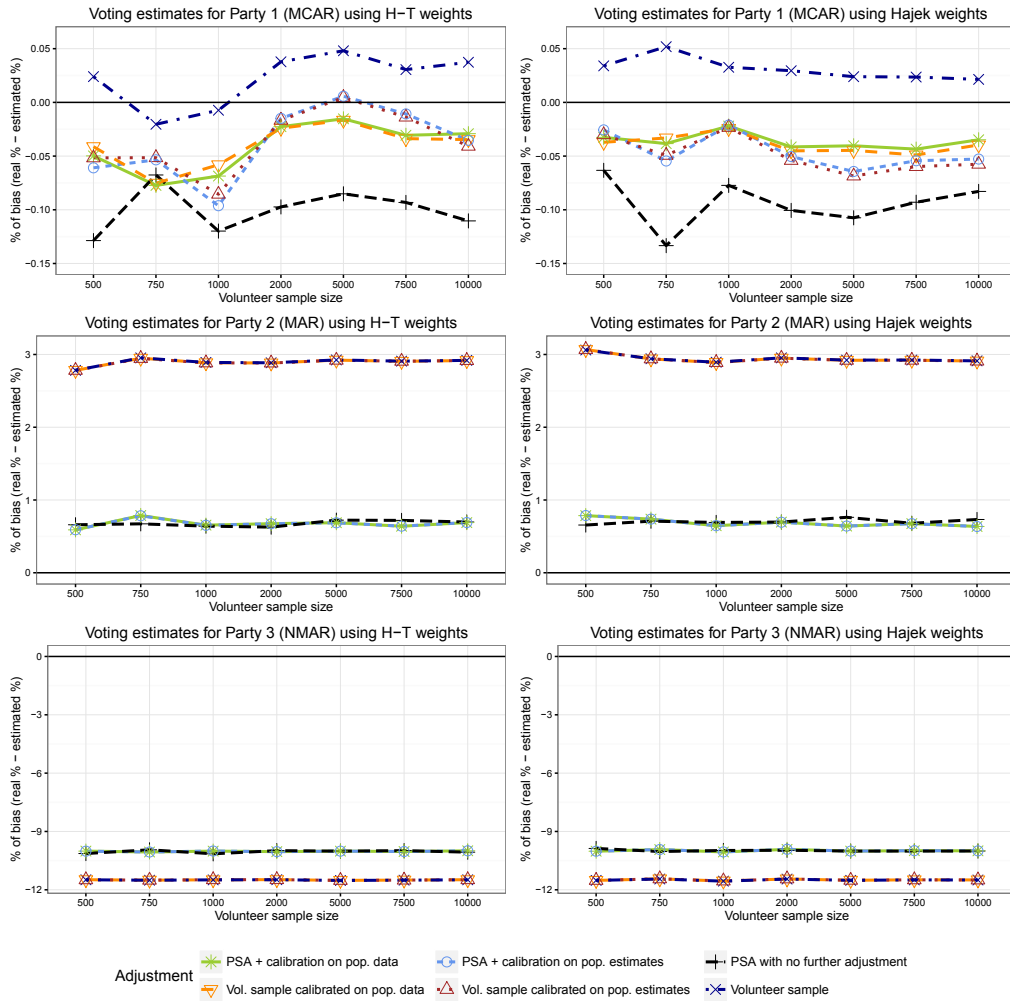 Voting estimates for Party 1 (MCAR) using H−T weights
% of bias (real % − estimated %)
0.05
0.00
−0.05
−0.10
−0.15
500 750 1000 2000 5000 7500 10000
Volunteer sample size
Voting estimates for Party 1 (MCAR) using Hajek weights
% of bias (real % − estimated %)
0.05
0.00
−0.05
−0.10
−0.15
500 750 1000 2000 5000 7500 10000
Volunteer sample size
Voting estimates for Party 2 (MAR) using H−T weights
% of bias (real % − estimated %)
3
2
1
0
500 750 1000 2000 5000 7500 10000
Volunteer sample size
Voting estimates for Party 2 (MAR) using Hajek weights
% of bias (real % − estimated %)
3
2
1
0
500 750 1000 2000 5000 7500 10000
Volunteer sample size
Voting estimates for Party 3 (NMAR) using H−T weights
% of bias (real % − estimated %)
0
−3
−6
−9
−12
500 750 1000 2000 5000 7500 10000
Volunteer sample size
Voting estimates for Party 3 (NMAR) using Hajek weights
% of bias (real % − estimated %)
0
−3
−6
−9
−12
500 750 1000 2000 5000 7500 10000
Volunteer sample size
Adjustment
PSA + calibration on pop. data
PSA + calibration on pop. estimates
PSA with no further adjustment
Vol. sample calibrated on pop. data
Vol. sample calibrated on pop. estimates
Volunteer sample